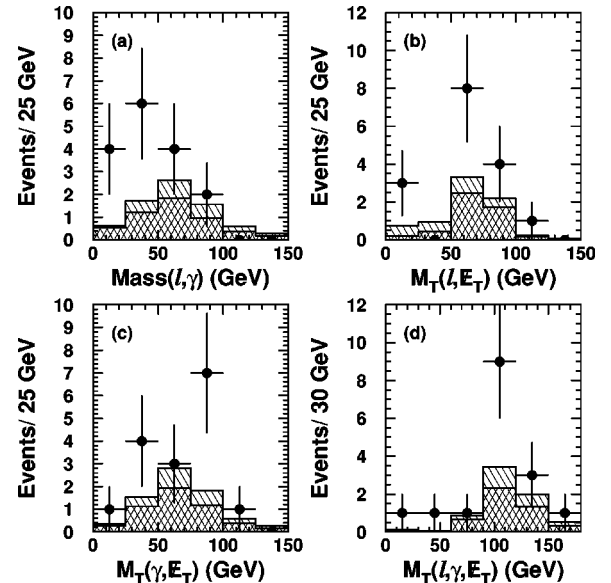 (a)
10
9
8
7
6
5
4
3
2
1
0
Events/ 25 GeV
0 50 100 150
Mass(l,γ) (GeV)
(b)
12
10
8
6
4
2
0
Events/ 25 GeV
0 50 100 150
M_T(l,E_T) (GeV)
(c)
10
9
8
7
6
5
4
3
2
1
0
Events/ 25 GeV
0 50 100 150
M_T(γ,E_T) (GeV)
(d)
12
10
8
6
4
2
0
Events/ 30 GeV
0 50 100 150
M_T(l,γ,E_T) (GeV)